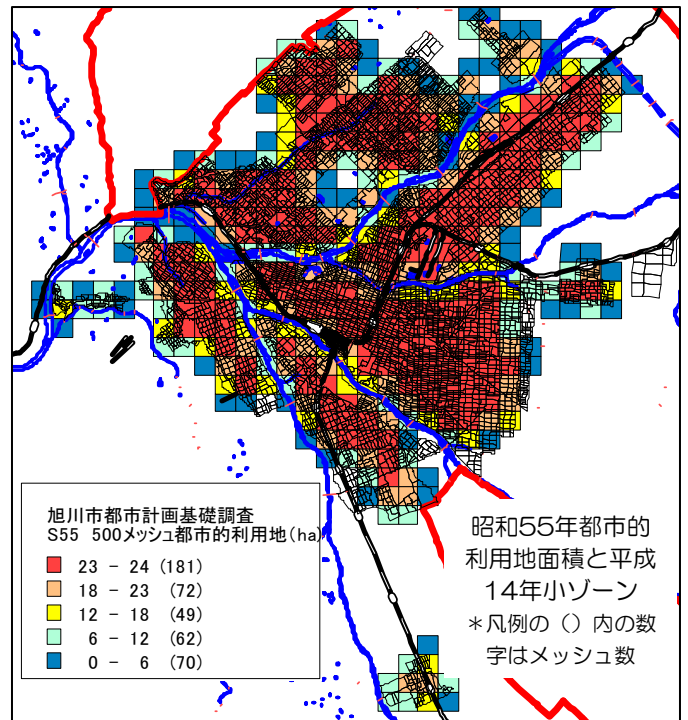 旭川市都市計画基礎調査
S55 500メッシュ都市的利用地(ha)
23 - 24 (181)
18 - 23 (72)
12 - 18 (49)
6 - 12 (62)
0 - 6 (70)
昭和55年都市的
利用地面積と平成
14年小ゾーン
＊凡例の（）内の数
字はメッシュ数